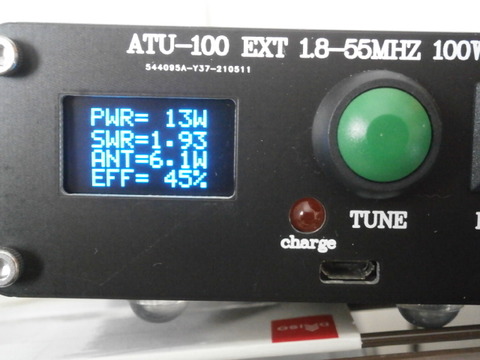 ATU-100 EXT 1.8-55MHZ 100W
544095A-Y37-210511
PWR= 13W
SWR=1.93
ANT=6.1W
EFF= 45%
TUNE
charge